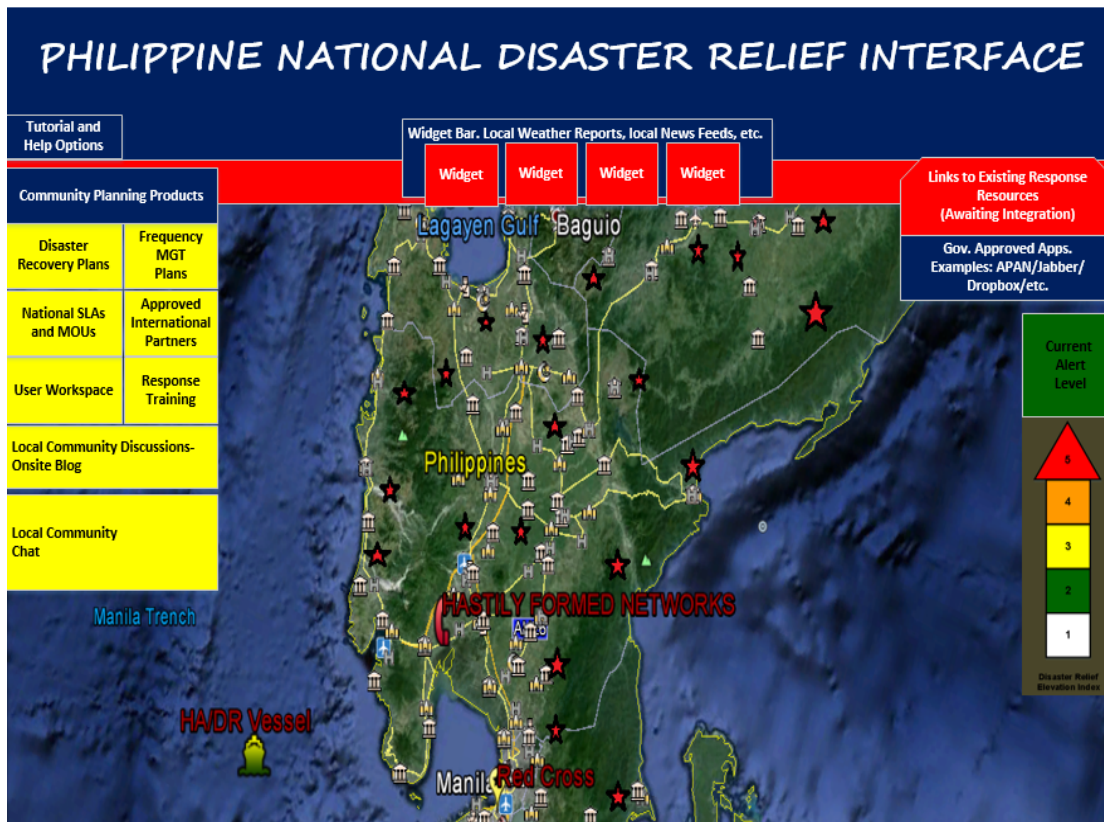 PHILIPPINE NATIONAL DISASTER RELIEF INTERFACE
Tutorial and
Help Options
Widget Bar. Local Weather Reports, local News Feeds, etc.
Widget
Widget
Widget
Widget
Links to Existing Response
Resources
(Awaiting Integration)
Gov. Approved Apps.
Examples: APAN/Jabber/
Dropbox/etc.
Community Planning Products
Disaster
Recovery Plans
Frequency
MGT
Plans
National SLAs
and MOUs
Approved
International
Partners
User Workspace
Response
Training
Local Community Discussions-
Onsite Blog
Local Community
Chat
Lagayen Gulf
Baguio
Philippines
Current
Alert
Level
5
4
3
2
1
Disaster Relief
Elevation Index
HASTILY FORMED NETWORKS
Manila Trench
HA/DR Vessel
Manila
Red Cross